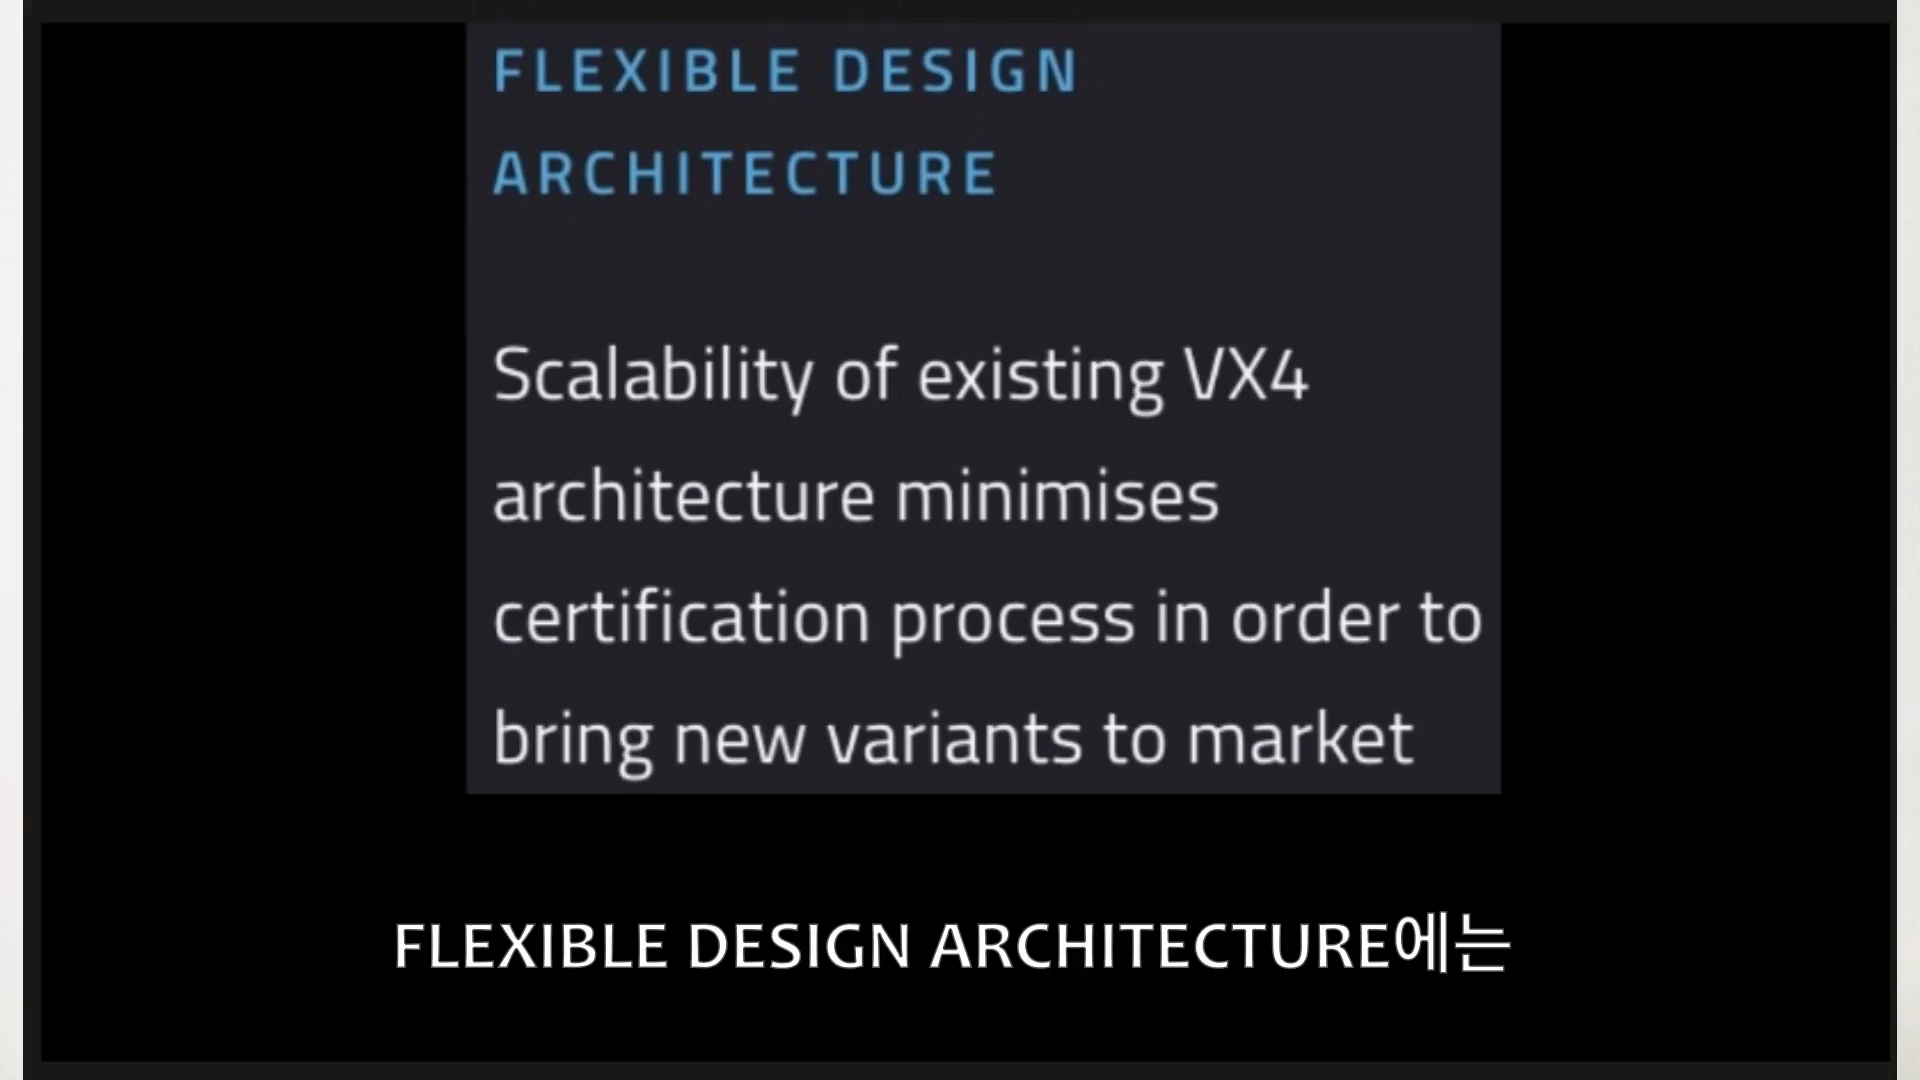 FLEXIBLE DESIGN
ARCHITECTURE
Scalability of existing VX4
architecture minimises
certification process in order to
bring new variants to market
FLEXIBLE DESIGN ARCHITECTURE에는